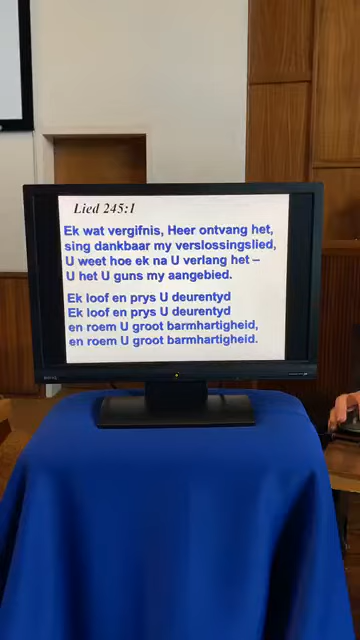 Lied 245:1
Ek wat vergifnis, Heer ontvang het,
sing dankbaar my verslossingslied,
U weet hoe ek na U verlang het –
U het U guns my aangebied.
Ek loof en prys U deurentyd
Ek loof en prys U deurentyd
en roem U groot barmhartigheid,
en roem U groot barmhartigheid.
BENQ